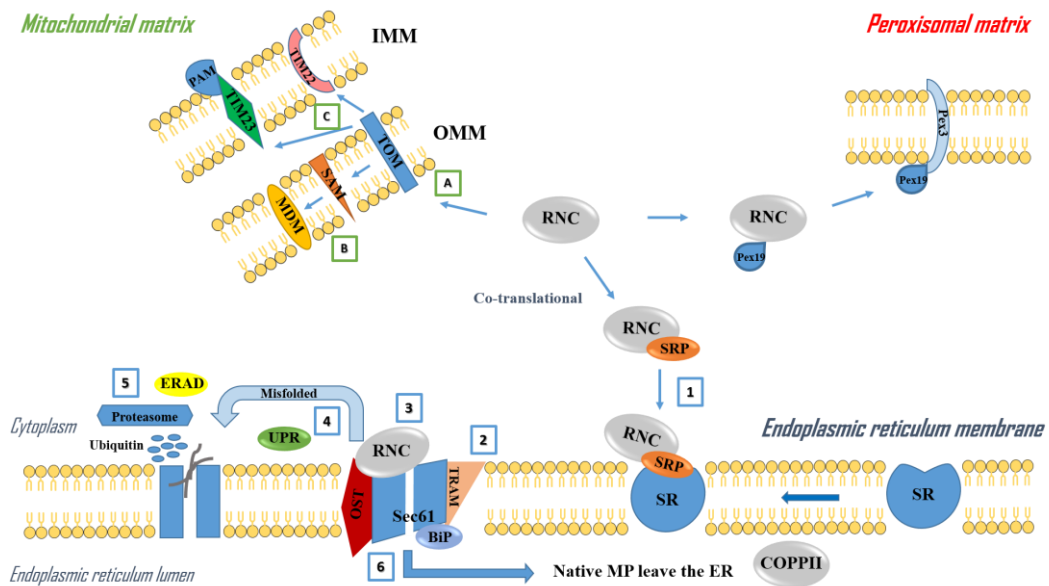 Mitochondrial matrix
Peroxisomal matrix
IMM
TIM22
PAM
TIM23
C
OMM
TOM
Pex3
SAM
A
Pex19
MDM
RNC
RNC
B
Pex19
Co-translational
RNC
SRP
1
5
ERAD
Misfolded
3
Proteasome
4
Cytoplasm
RNC
Endoplasmic reticulum membrane
Ubiquitin
UPR
2
RNC
SRP
TRAM
SR
SR
OST
Sec61
BiP
6
COPPII
Native MP leave the ER
Endoplasmic reticulum lumen